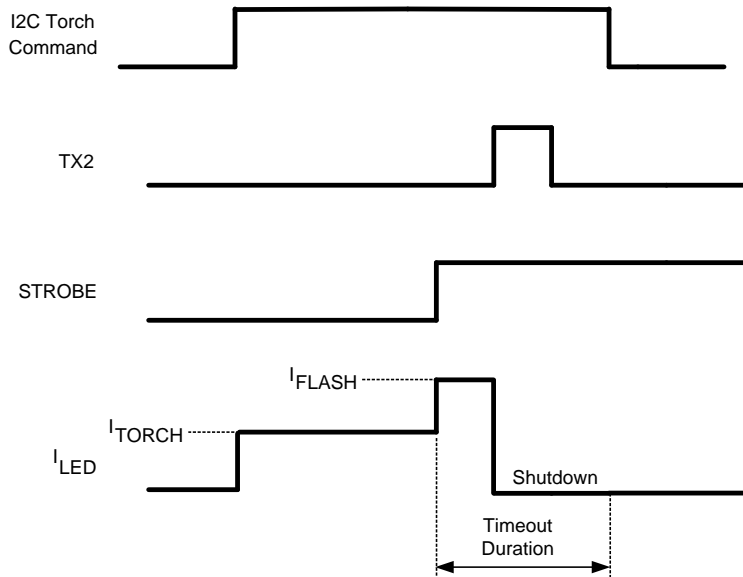 I2C Torch
Command
TX2
STROBE
IFLASH
ITORCH
ILED
Shutdown
Timeout
Duration